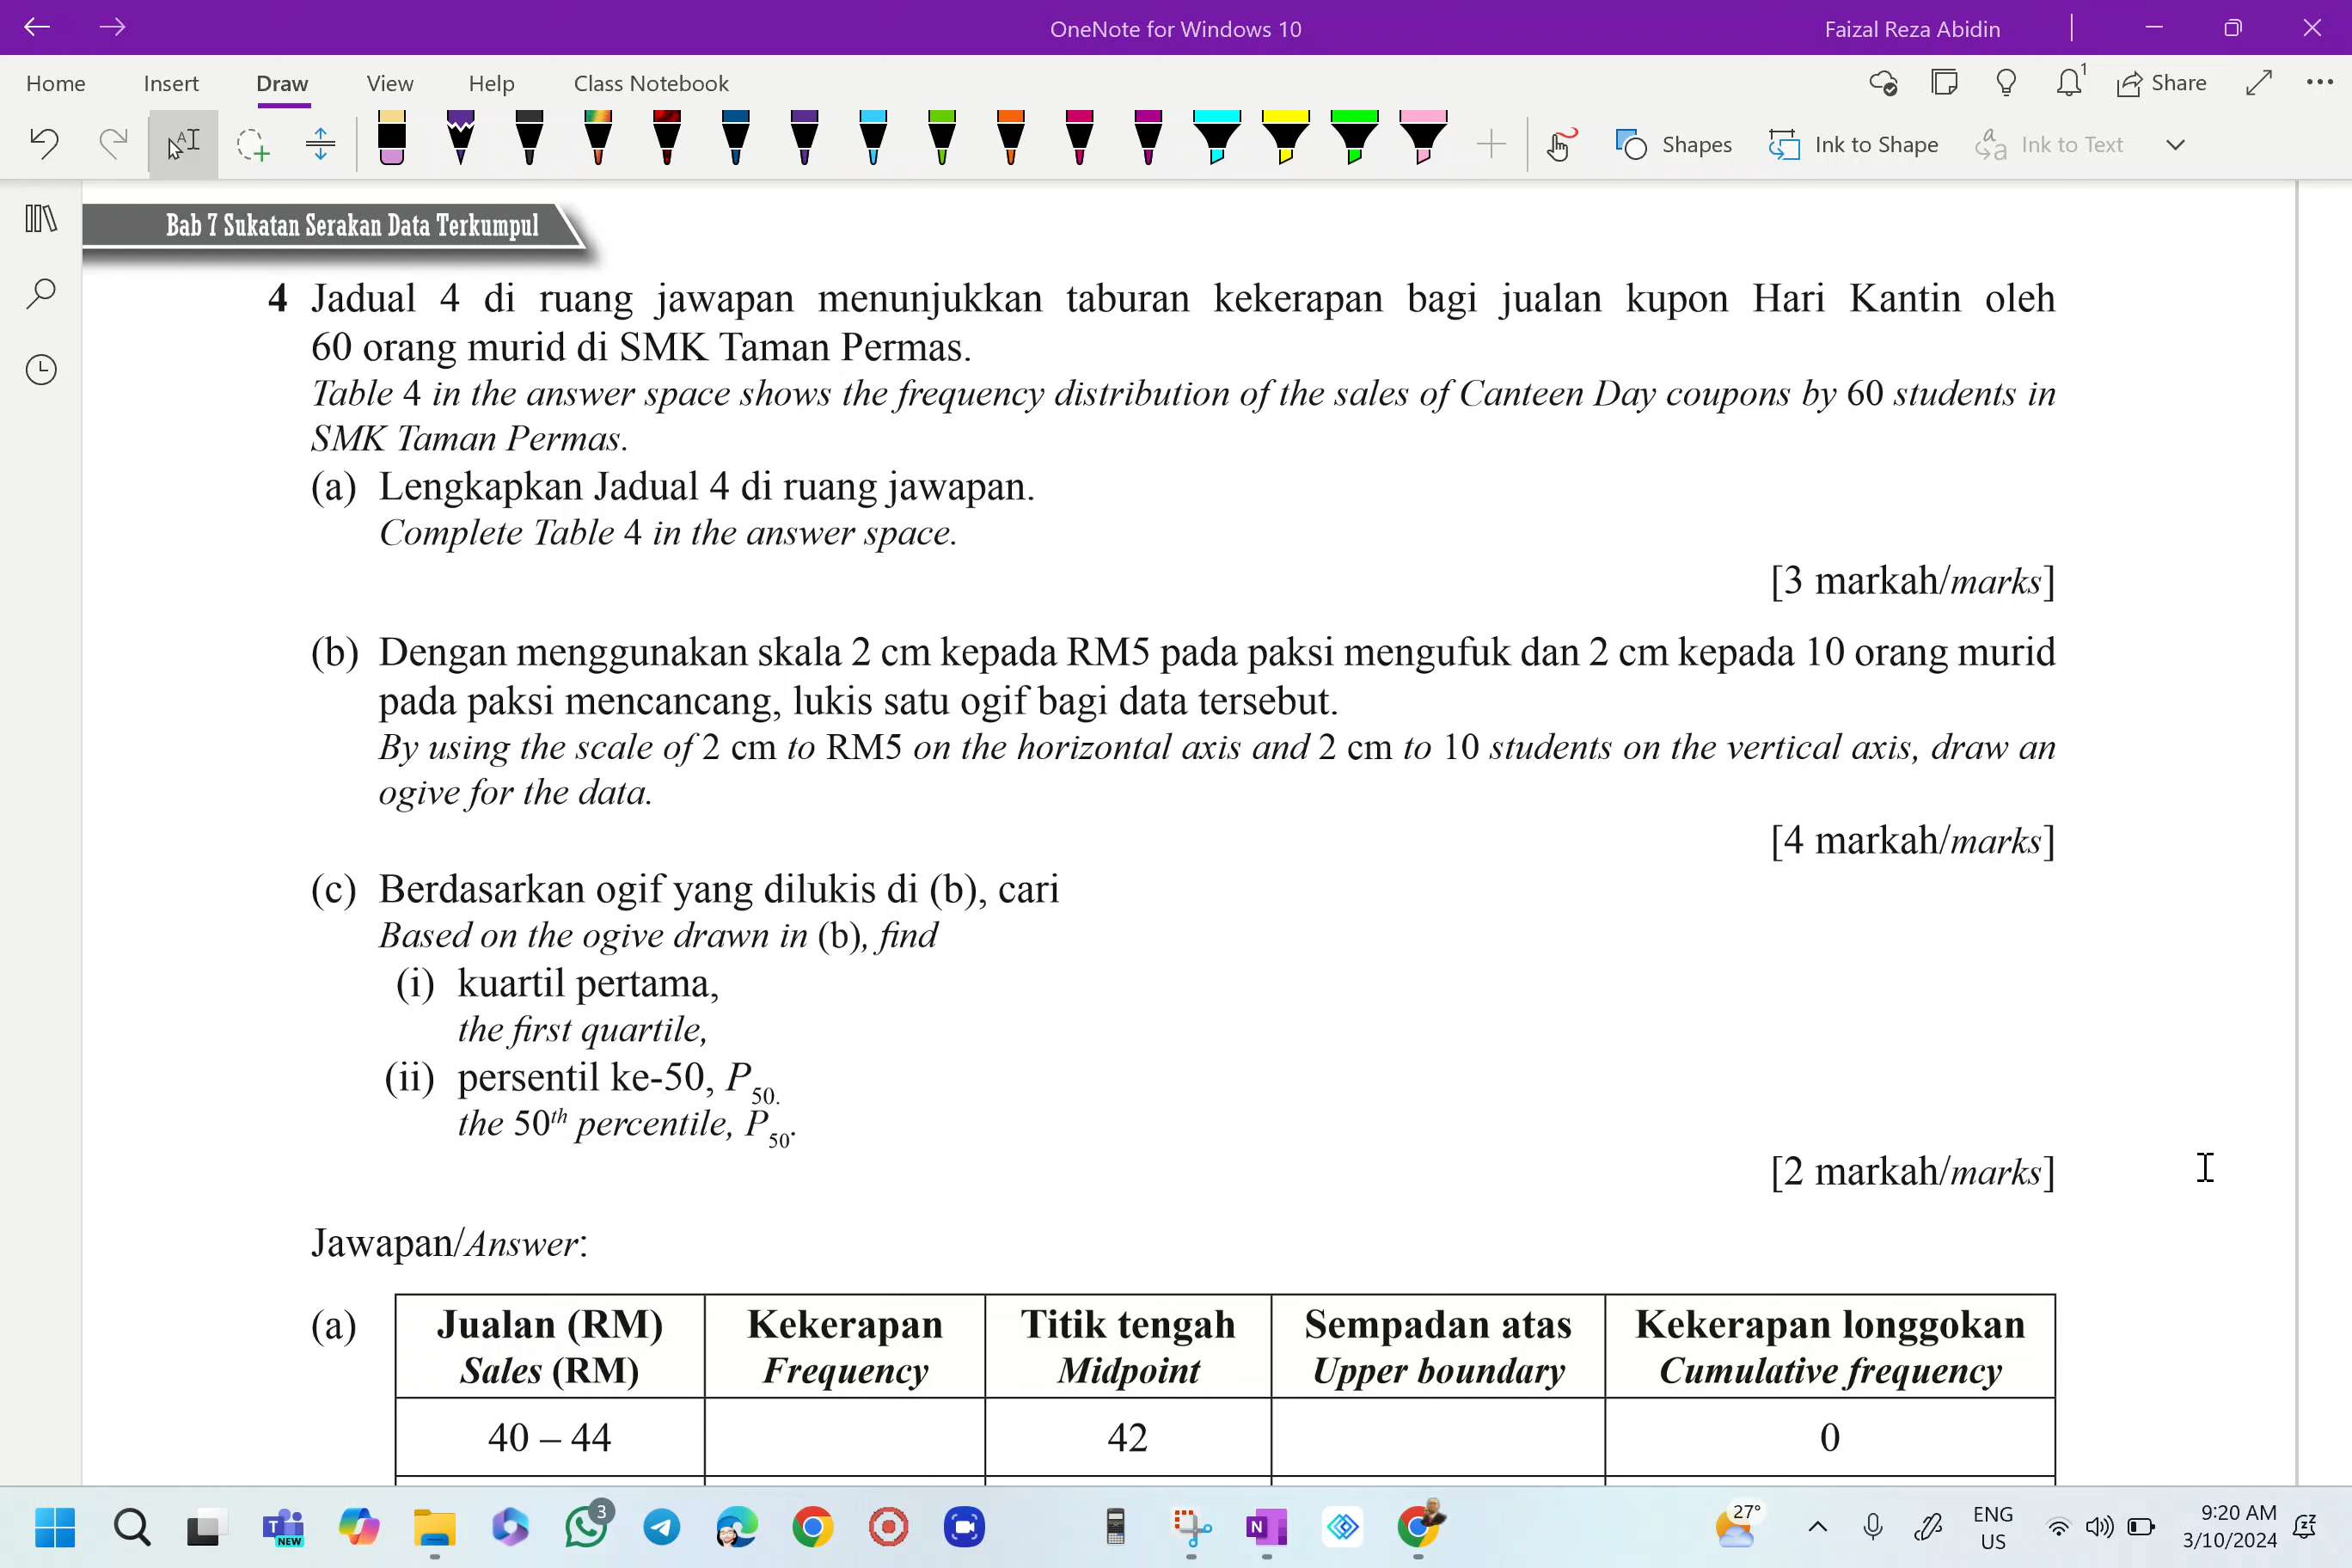 OneNote for Windows 10
Faizal Reza Abidin
Home Insert Draw View Help Class Notebook
1
Share
Shapes
Ink to Shape
Ink to Text
Bab 7 Sukatan Serakan Data Terkumpul
4 Jadual 4 di ruang jawapan menunjukkan taburan kekerapan bagi jualan kupon Hari Kantin oleh
60 orang murid di SMK Taman Permas.
Table 4 in the answer space shows the frequency distribution of the sales of Canteen Day coupons by 60 students in
SMK Taman Permas.
(a) Lengkapkan Jadual 4 di ruang jawapan.
Complete Table 4 in the answer space.
[3 markah/marks]
(b) Dengan menggunakan skala 2 cm kepada RM5 pada paksi mengufuk dan 2 cm kepada 10 orang murid
pada paksi mencancang, lukis satu ogif bagi data tersebut.
By using the scale of 2 cm to RM5 on the horizontal axis and 2 cm to 10 students on the vertical axis, draw an
ogive for the data.
[4 markah/marks]
(c) Berdasarkan ogif yang dilukis di (b), cari
Based on the ogive drawn in (b), find
(i) kuartil pertama,
the first quartile,
(ii) persentil ke-50, P50.
the 50th percentile, P50.
[2 markah/marks]
Jawapan/Answer:
(a) Jualan (RM) Kekerapan Titik tengah Sempadan atas Kekerapan longgokan
Sales (RM) Frequency Midpoint Upper boundary Cumulative frequency
40 – 44 42 0
NEW
3
27°
ENG
US
9:20 AM
3/10/2024